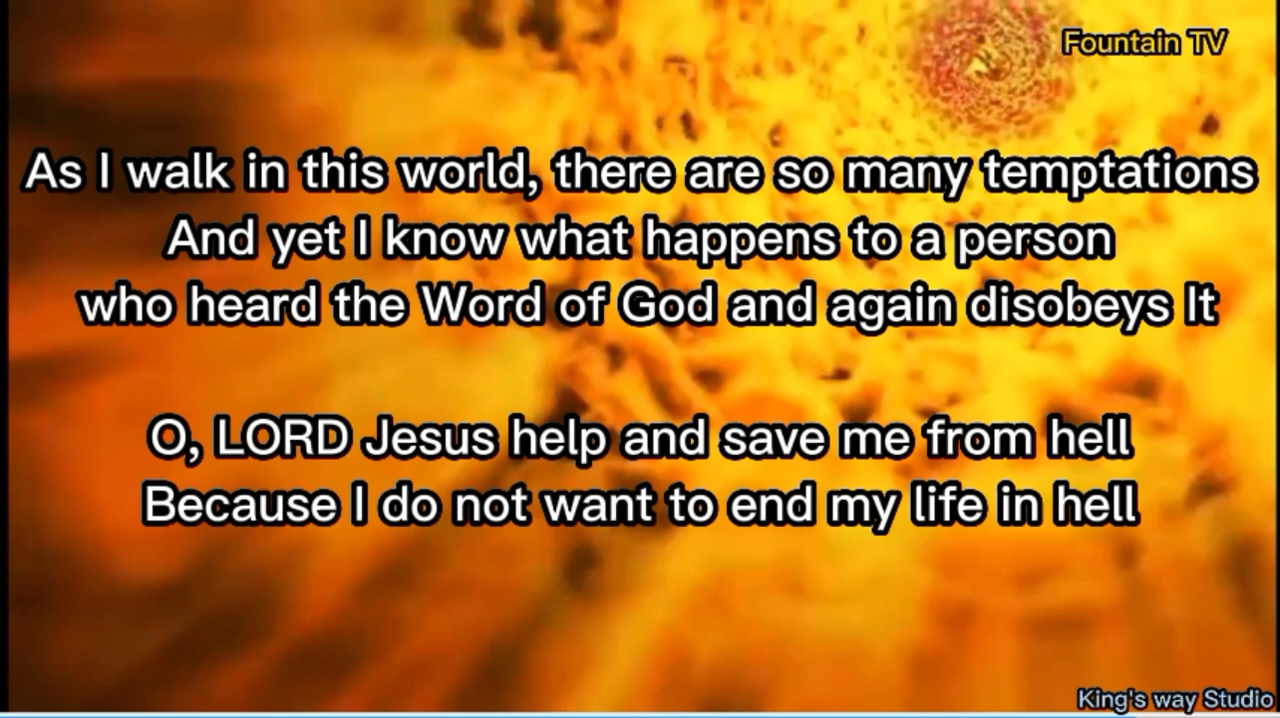 Fountain TV
As I walk in this world, there are so many temptations
And yet I know what happens to a person
who heard the Word of God and again disobeys It
O, LORD Jesus help and save me from hell
Because I do not want to end my life in hell
King's way Studio